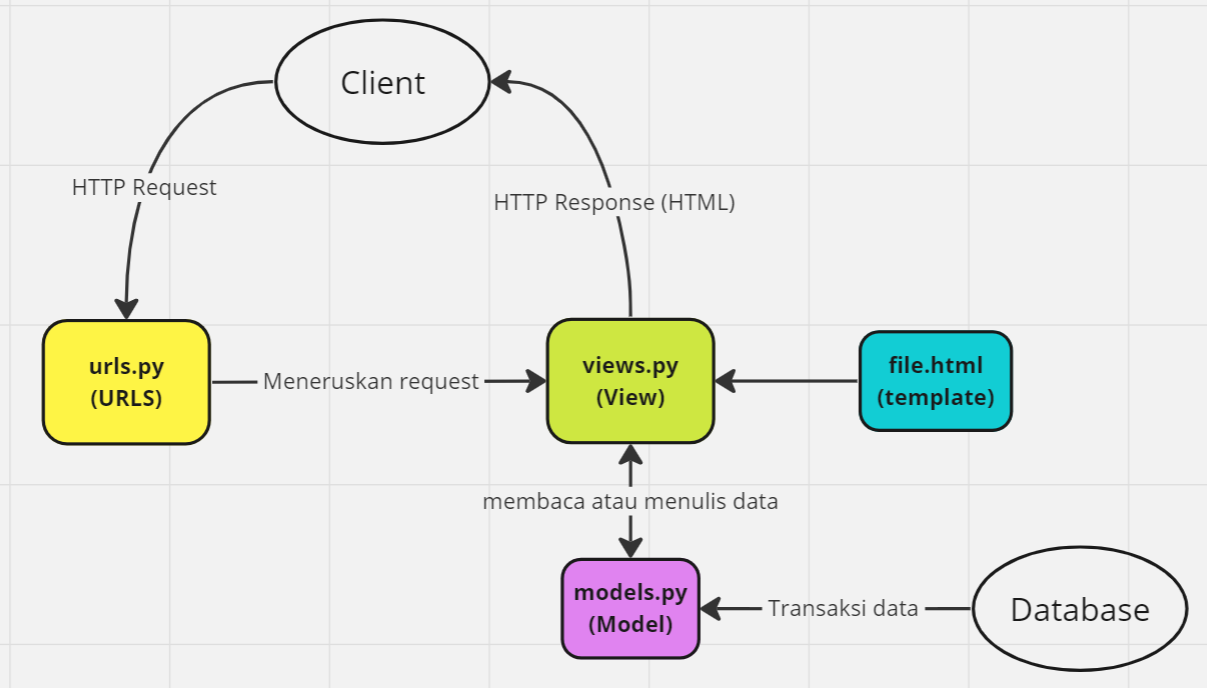 Client
HTTP Request
HTTP Response (HTML)
urls.py
(URLS)
Meneruskan request
views.py
(View)
file.html
(template)
membaca atau menulis data
models.py
(Model)
Transaksi data
Database